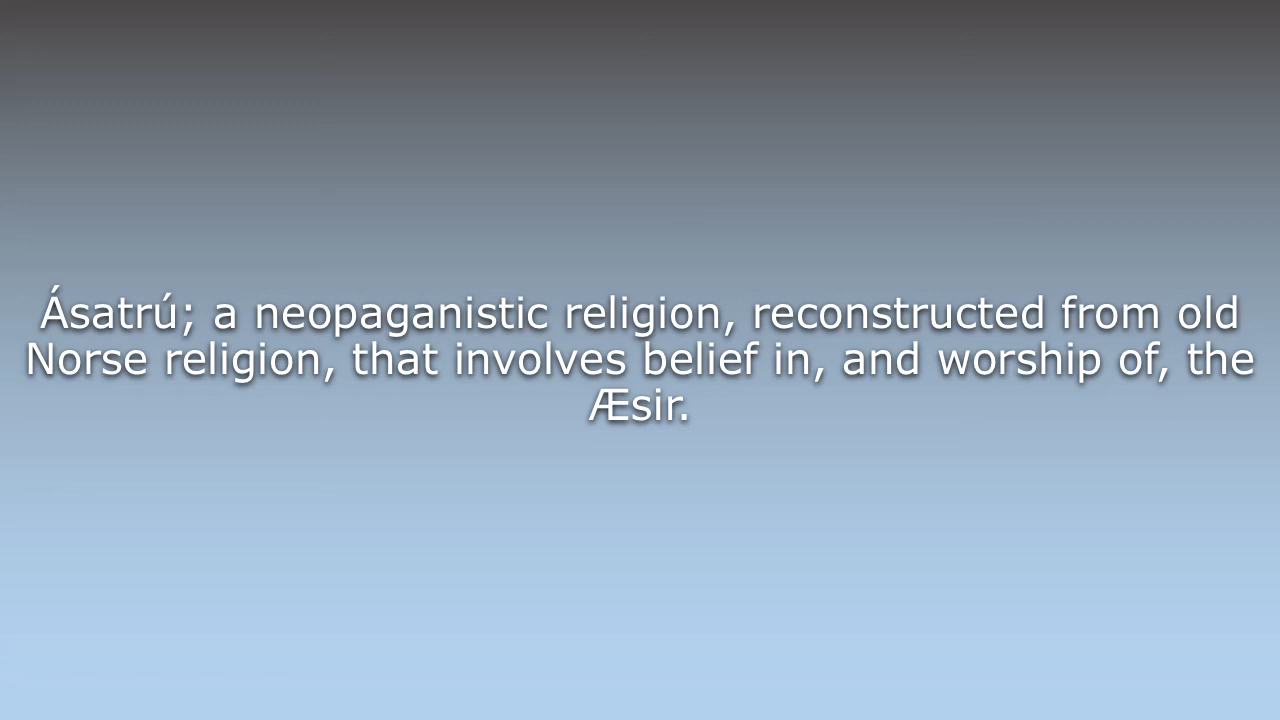 Ásatrú; a neopaganistic religion, reconstructed from old
Norse religion, that involves belief in, and worship of, the
Æsir.